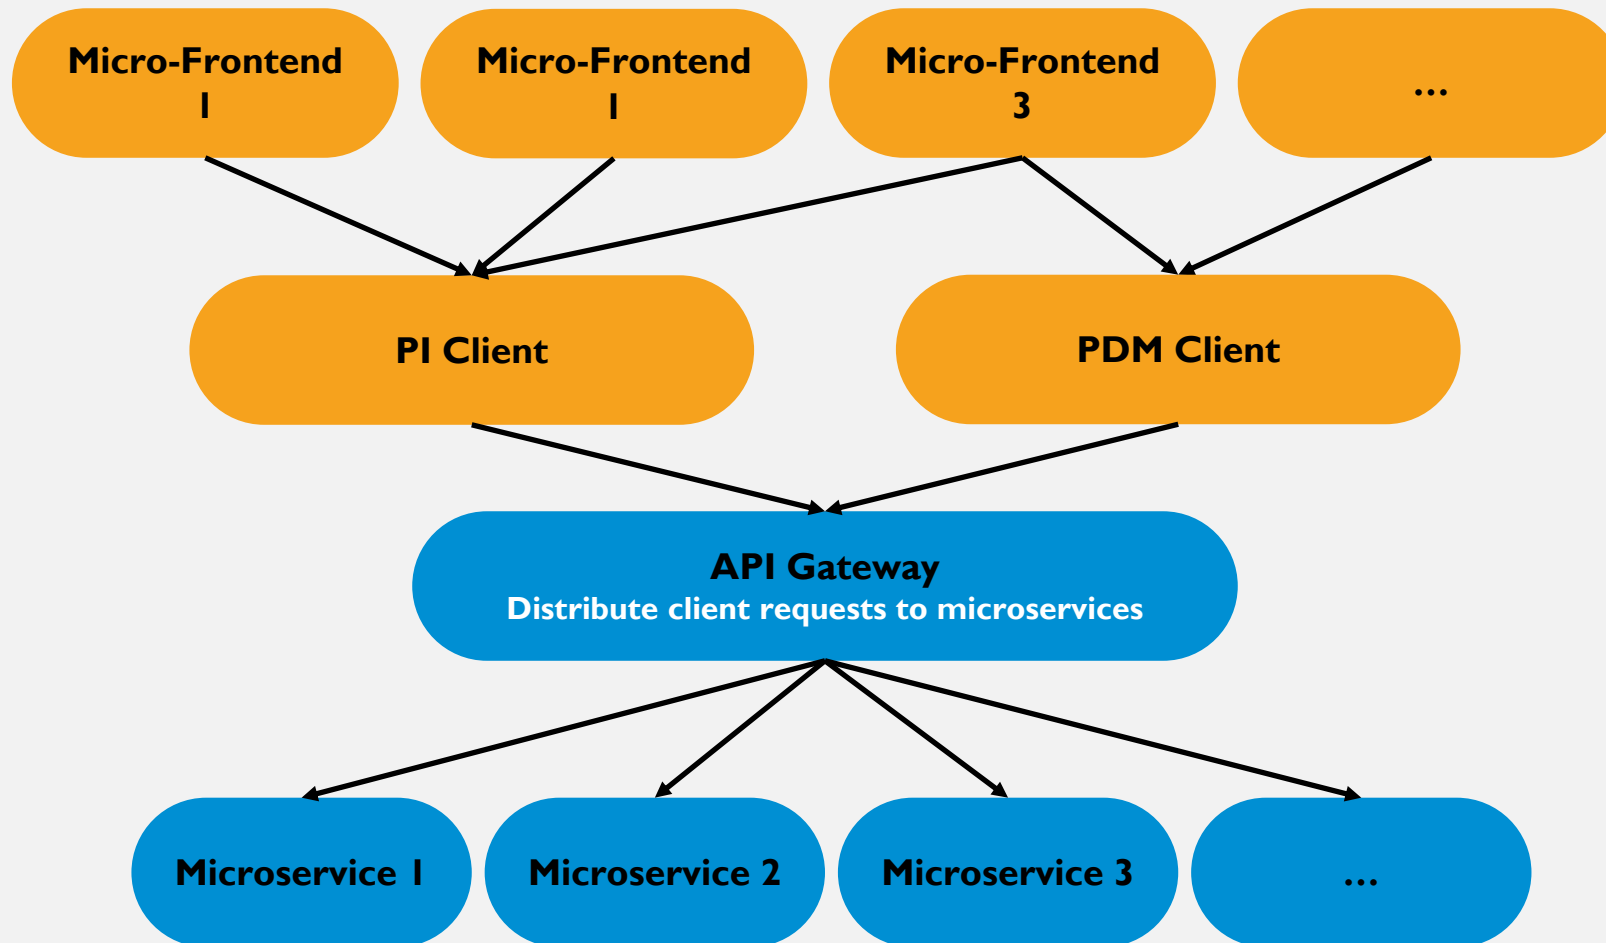 Micro-Frontend
1
Micro-Frontend
1
Micro-Frontend
3
…
PI Client
PDM Client
API Gateway
Distribute client requests to microservices
Microservice 1
Microservice 2
Microservice 3
…